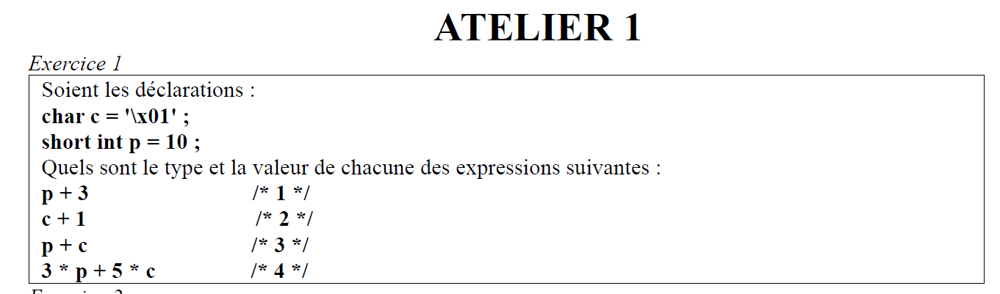 ATELIER 1
Exercice 1
Soient les déclarations :
char c = '\x01' ;
short int p = 10 ;
Quels sont le type et la valeur de chacune des expressions suivantes :
p + 3 /* 1 */
c + 1 /* 2 */
p + c /* 3 */
3 * p + 5 * c /* 4 */